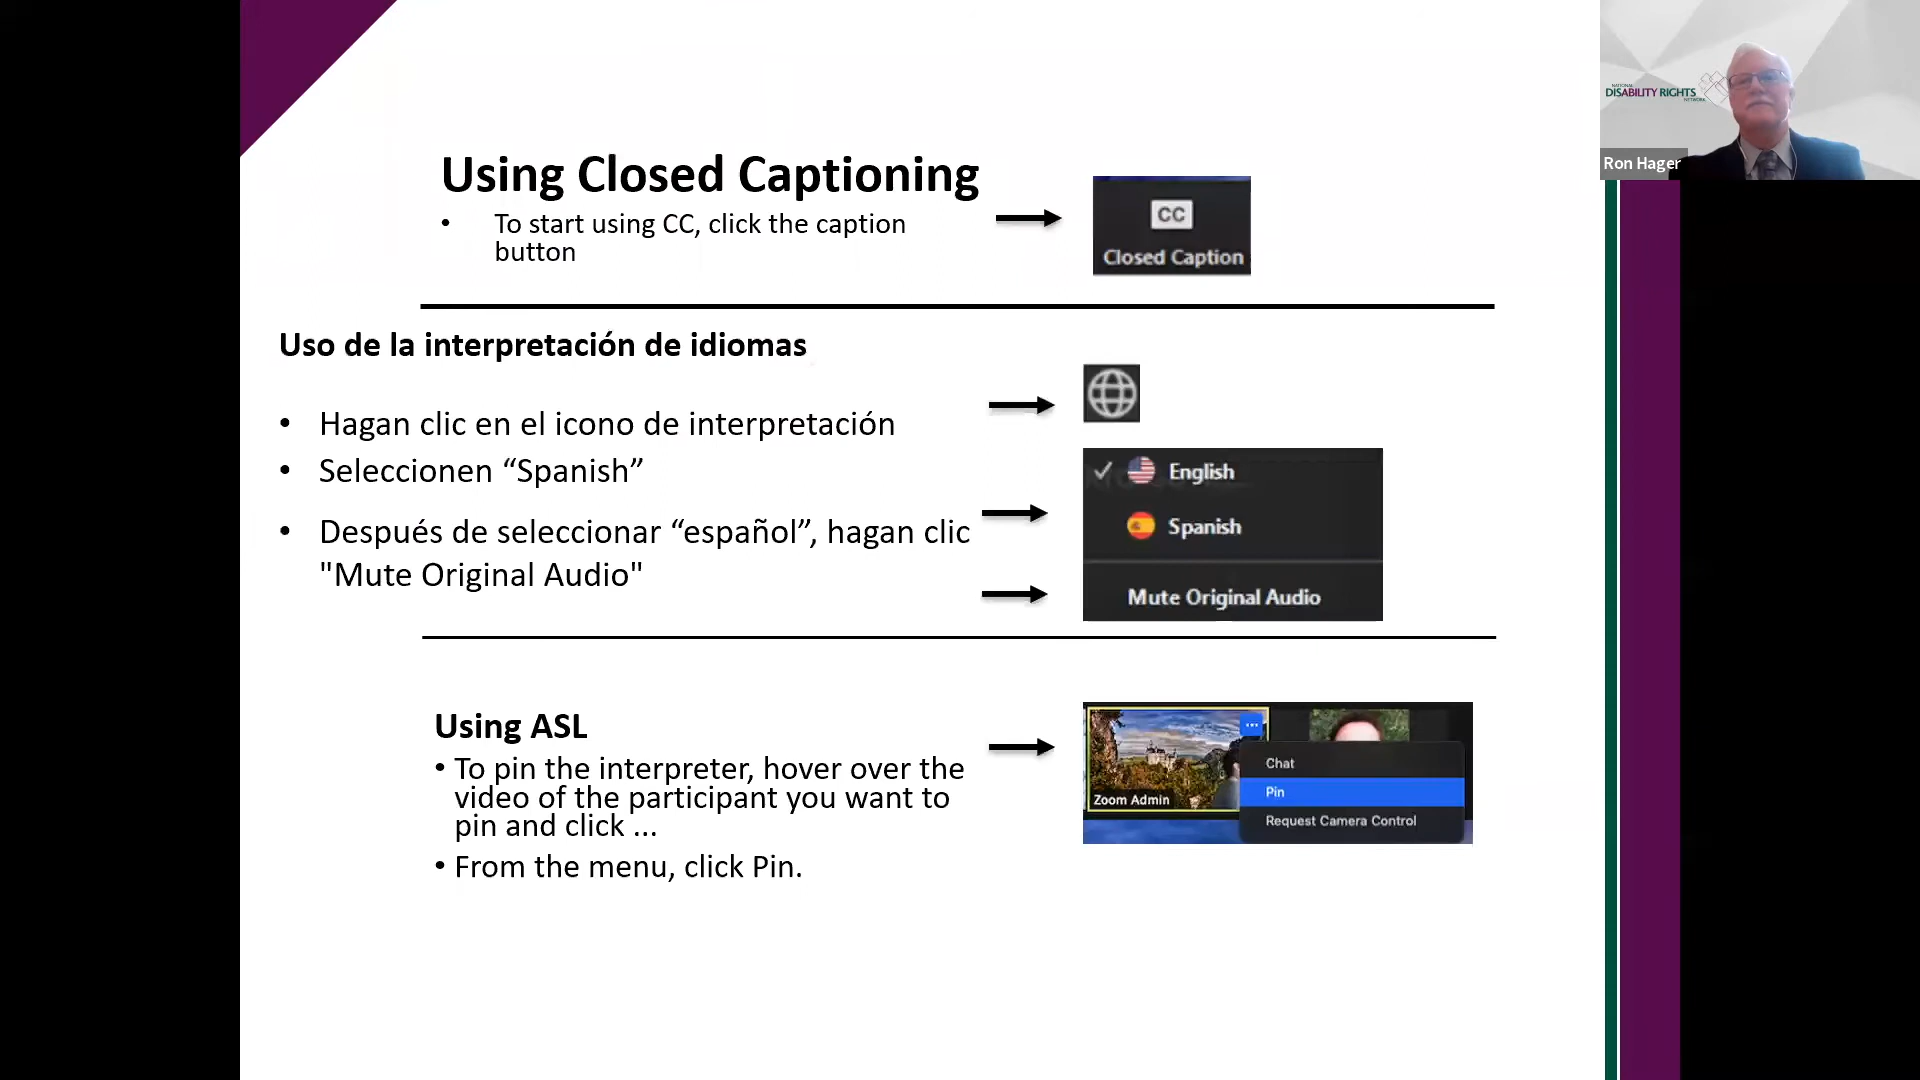 Using Closed Captioning
• To start using CC, click the caption
button
CC
Closed Caption
Uso de la interpretación de idiomas
• Hagan clic en el icono de interpretación
• Seleccionen “Spanish”
• Después de seleccionar “español”, hagan clic
"Mute Original Audio"
English
Spanish
Mute Original Audio
Using ASL
• To pin the interpreter, hover over the
video of the participant you want to
pin and click ...
• From the menu, click Pin.
Zoom Admin
Chat
Pin
Request Camera Control
NATIONAL
DISABILITY RIGHTS
NETWORK
Ron Hager